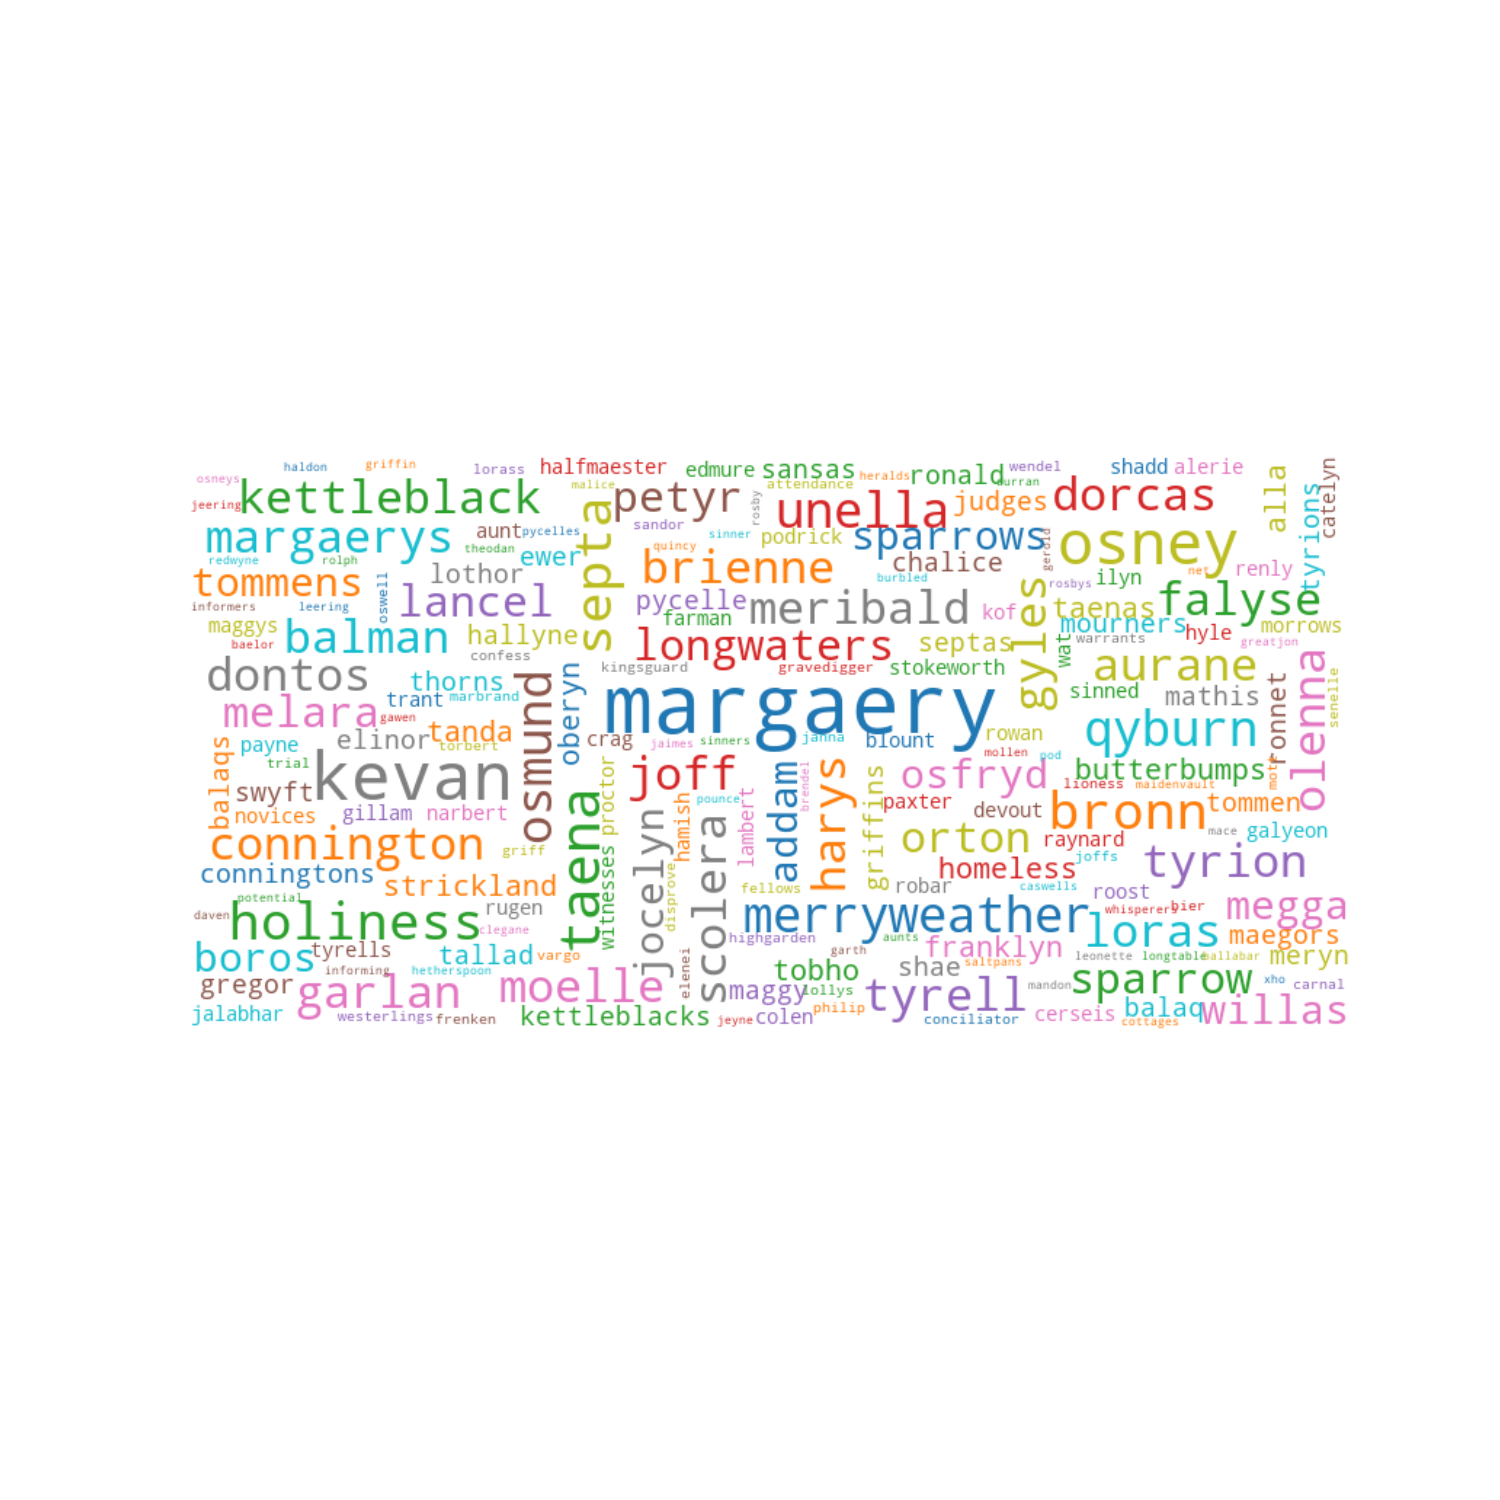 haldon griffin lorass halfmaester edmure sansas heralds ronald wendel shadd alerie
osneys kettleblack malice petyr attendance durran alla catelyn
jeering rosby unella judges dorcas
margaerys aunt pycelles septa sandor sinner podrick sparrows osney tyrions
redwyne rolph theodan ewer quincy chalice gerold
tommens lothor brienne burbled rosbys ilyn net renly
informers leering oswell lancel pycelle meribald kof gyles taenas falyse
maggys farman mourners morrows
baelor balman hallyne longwaters septas wat warrants hyle greatjon
confess kingsguard gravedigger stokeworth aurane
dontos thorns osmund oberyn margaery sinned mathis ronnet olenna senelle
melara trant marbrand
gawen tanda crag jaimes sinners janna blount rowan qyburn
payne elinor torbert mollen pod
trial kevan proctor joff addam harys osfryd butterbumps mote
balaqs swyft pounce brendel griffins paxter lioness maidenvault
novices gillam narbert taena jocelyn hamish scolera lambert devout bronn tommen
connington griff witnesses orton raynard mace galyeon
conningtons strickland disprove homeless joffs tyrion
potential fellows robar caswells roost
daven holiness rugen merryweather whisperers bier megga
clegane highgarden aunts loras maegors
boros tyrells tallad vargo elenei garth franklyn leonette longtable ballabar meryn
informing hetherspoon tobho shae saltpans
gregor garlan moelle maggy lollys tyrell mandon sparrow xho carnal
jalabhar westerlings frenken kettleblacks jeyne colen philip conciliator cerseis cottages balaq willas